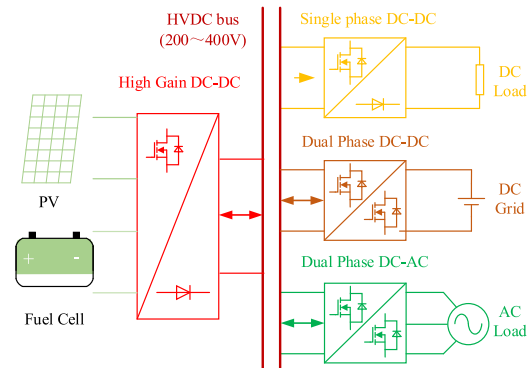 HVDC bus
(200～400V)
High Gain DC-DC
PV
+ -
Fuel Cell
Single phase DC-DC
DC
Load
Dual Phase DC-DC
DC
Grid
Dual Phase DC-AC
AC
Load